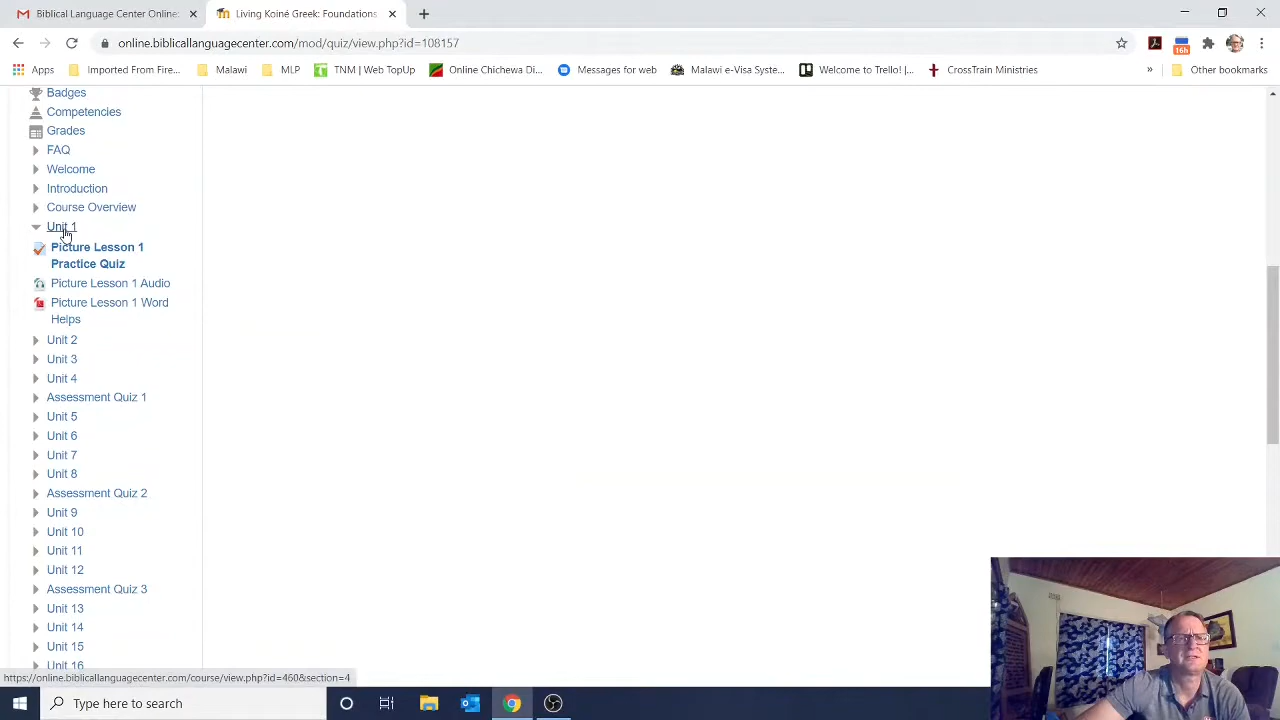 Biblical Language Center Online:
Living Koiné Greek: Foundations
online.biblicallanguagecenter.com/mod/quiz/view.php?id=108157
Apps
Imported From Fire...
Malawi
MLP
TNM | Web TopUp
Online Chichewa Di...
Messages for web
Malawi e-Visa Syste...
Welcome to Trello! |...
CrossTrain Ministries
»
Other bookmarks
16h
Badges
Competencies
Grades
FAQ
Welcome
Introduction
Course Overview
Unit 1
Picture Lesson 1
Practice Quiz
Picture Lesson 1 Audio
Picture Lesson 1 Word
Helps
Unit 2
Unit 3
Unit 4
Assessment Quiz 1
Unit 5
Unit 6
Unit 7
Unit 8
Assessment Quiz 2
Unit 9
Unit 10
Unit 11
Unit 12
Assessment Quiz 3
Unit 13
Unit 14
Unit 15
Unit 16
https://online.biblicallanguagecenter.com/course/view.php?id=460&section=4
Type here to search